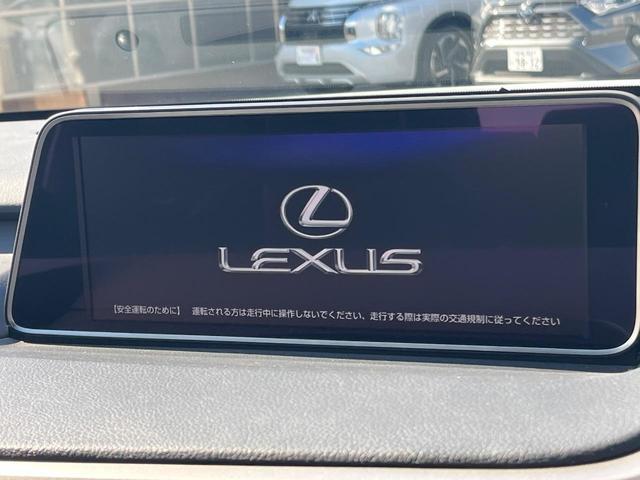 LEXUS
【安全運転のために】 運転される方は走行中に操作しないでください、走行する際は実際の交通規制に従ってください